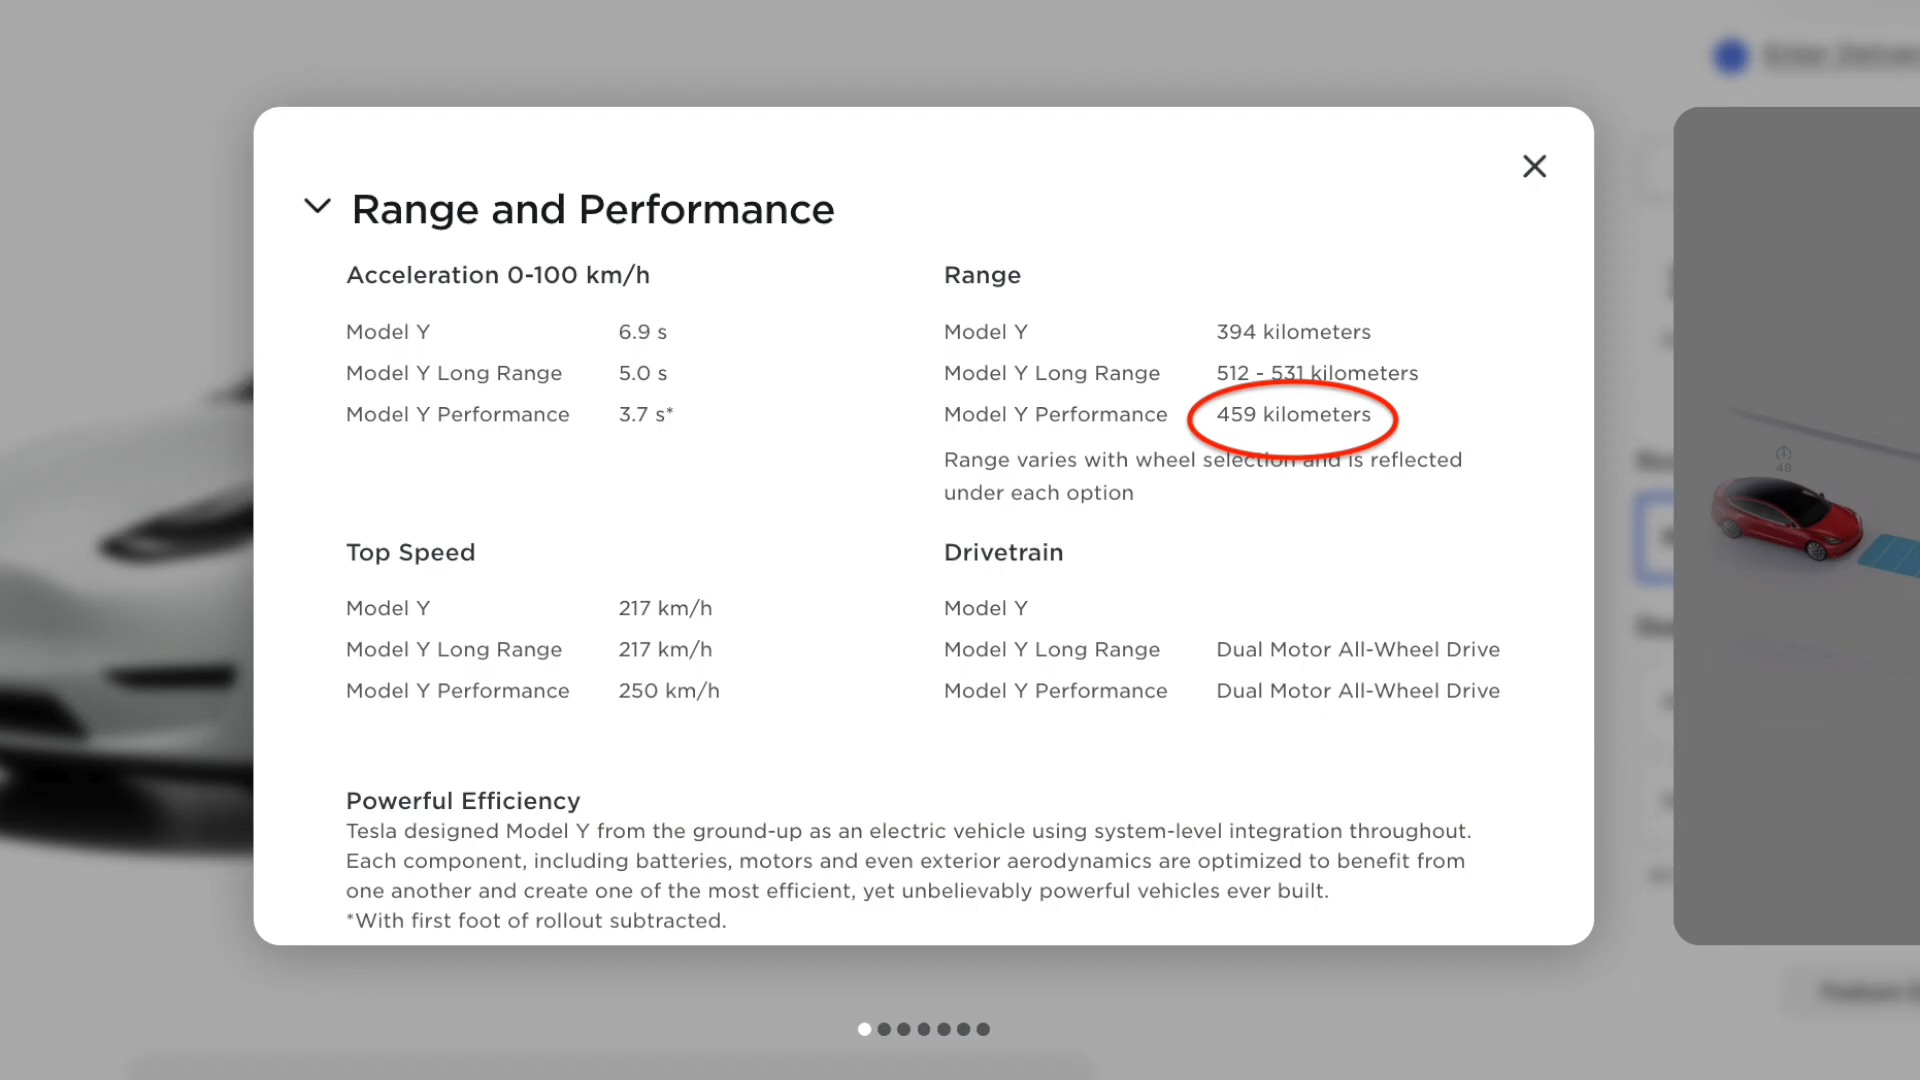 Range and Performance
Acceleration 0-100 km/h
Model Y 6.9 s
Model Y Long Range 5.0 s
Model Y Performance 3.7 s*
Range
Model Y 394 kilometers
Model Y Long Range 512 - 531 kilometers
Model Y Performance 459 kilometers
Range varies with wheel selection and is reflected
under each option
Top Speed
Model Y 217 km/h
Model Y Long Range 217 km/h
Model Y Performance 250 km/h
Drivetrain
Model Y
Model Y Long Range Dual Motor All-Wheel Drive
Model Y Performance Dual Motor All-Wheel Drive
Powerful Efficiency
Tesla designed Model Y from the ground-up as an electric vehicle using system-level integration throughout.
Each component, including batteries, motors and even exterior aerodynamics are optimized to benefit from
one another and create one of the most efficient, yet unbelievably powerful vehicles ever built.
*With first foot of rollout subtracted.
48